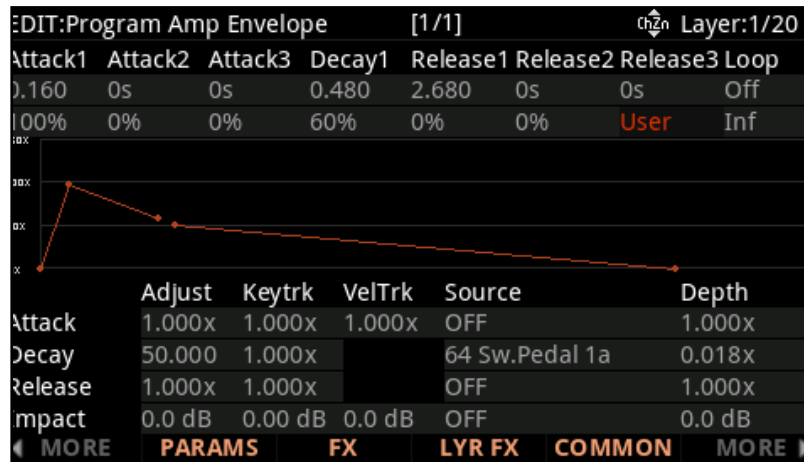 EDIT:Program Amp Envelope [1/1] ChZn Layer:1/20
Attack1 Attack2 Attack3 Decay1 Release1 Release2 Release3 Loop
0.160 0s 0s 0.480 2.680 0s 0s Off
100% 0% 0% 60% 0% 0% User Inf
Adjust Keytrk VelTrk Source Depth
Attack 1.000x 1.000x 1.000x OFF 1.000x
Decay 50.000 1.000x 64 Sw.Pedal 1a 0.018x
Release 1.000x 1.000x OFF 1.000x
Impact 0.0 dB 0.00 dB 0.0 dB OFF 0.0 dB
MORE PARAMS FX LYR FX COMMON MORE